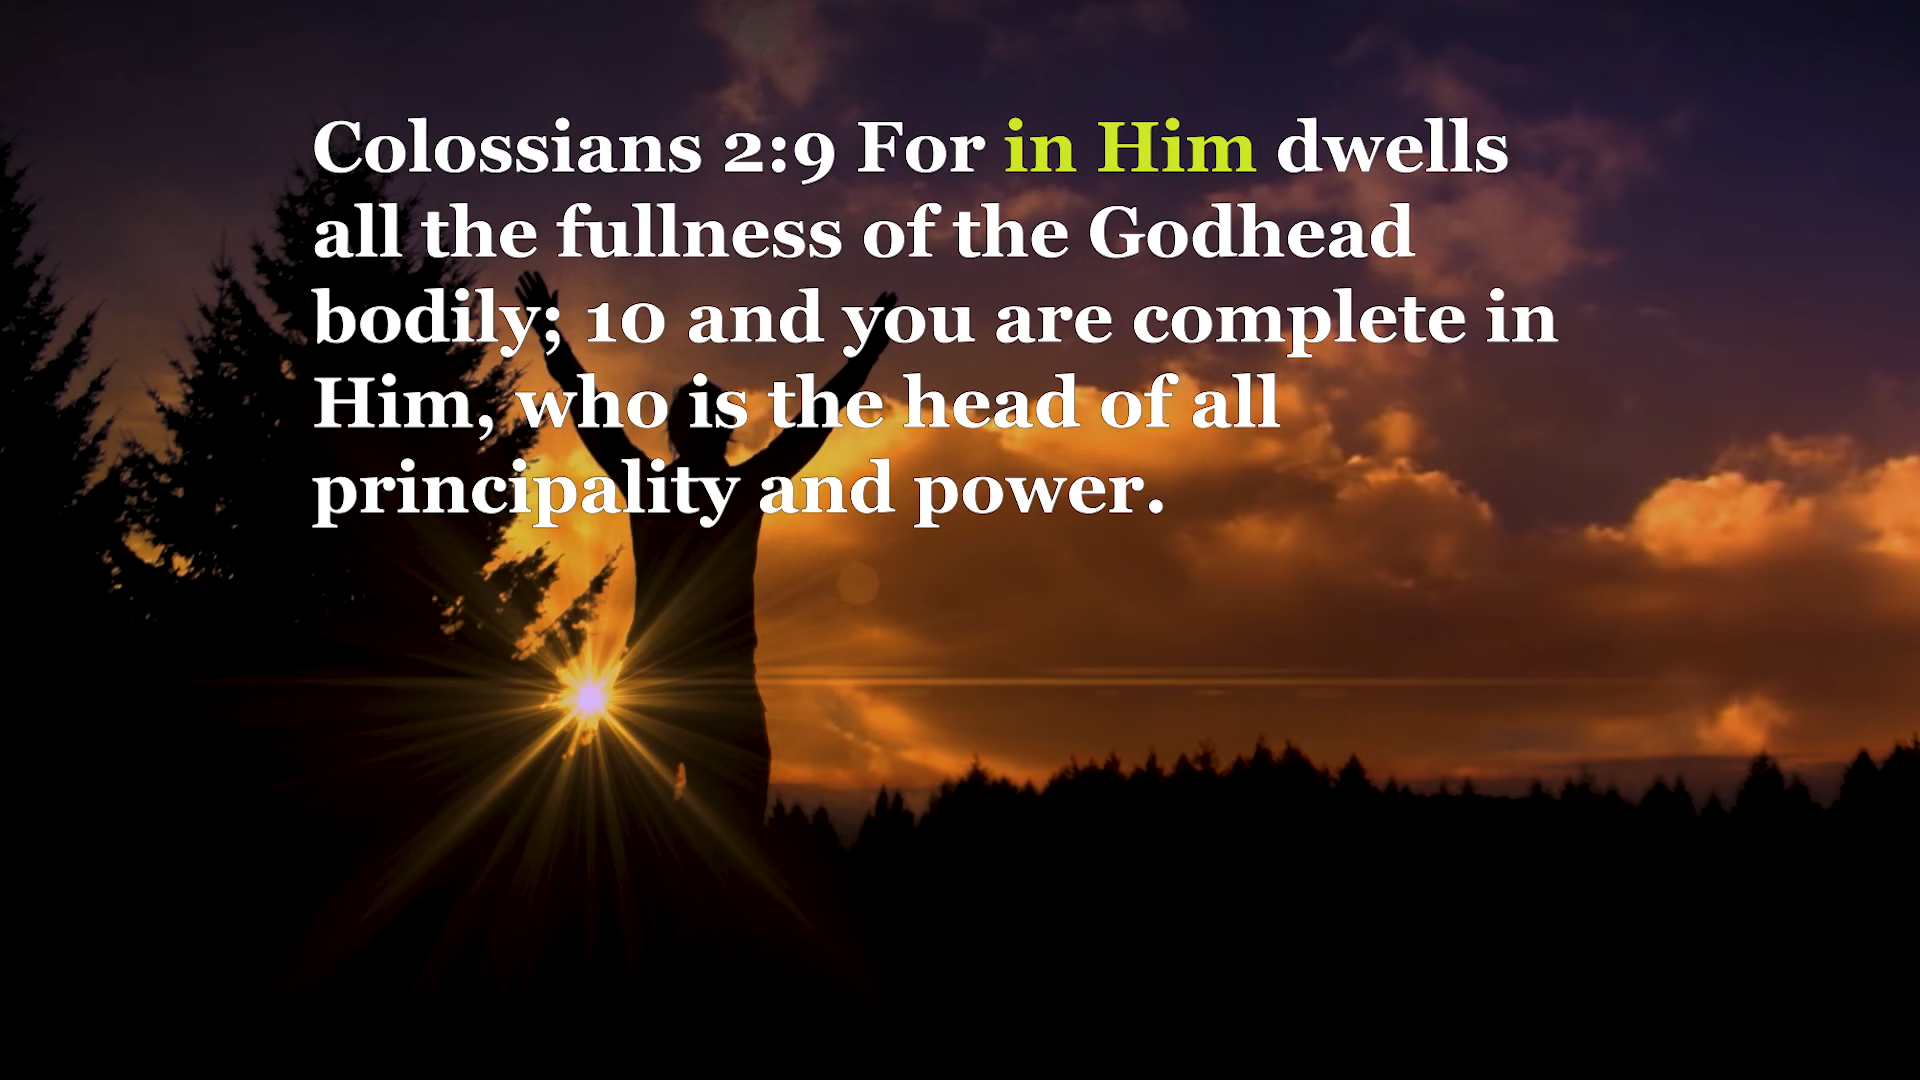 Colossians 2:9 For in Him dwells
all the fullness of the Godhead
bodily; 10 and you are complete in
Him, who is the head of all
principality and power.